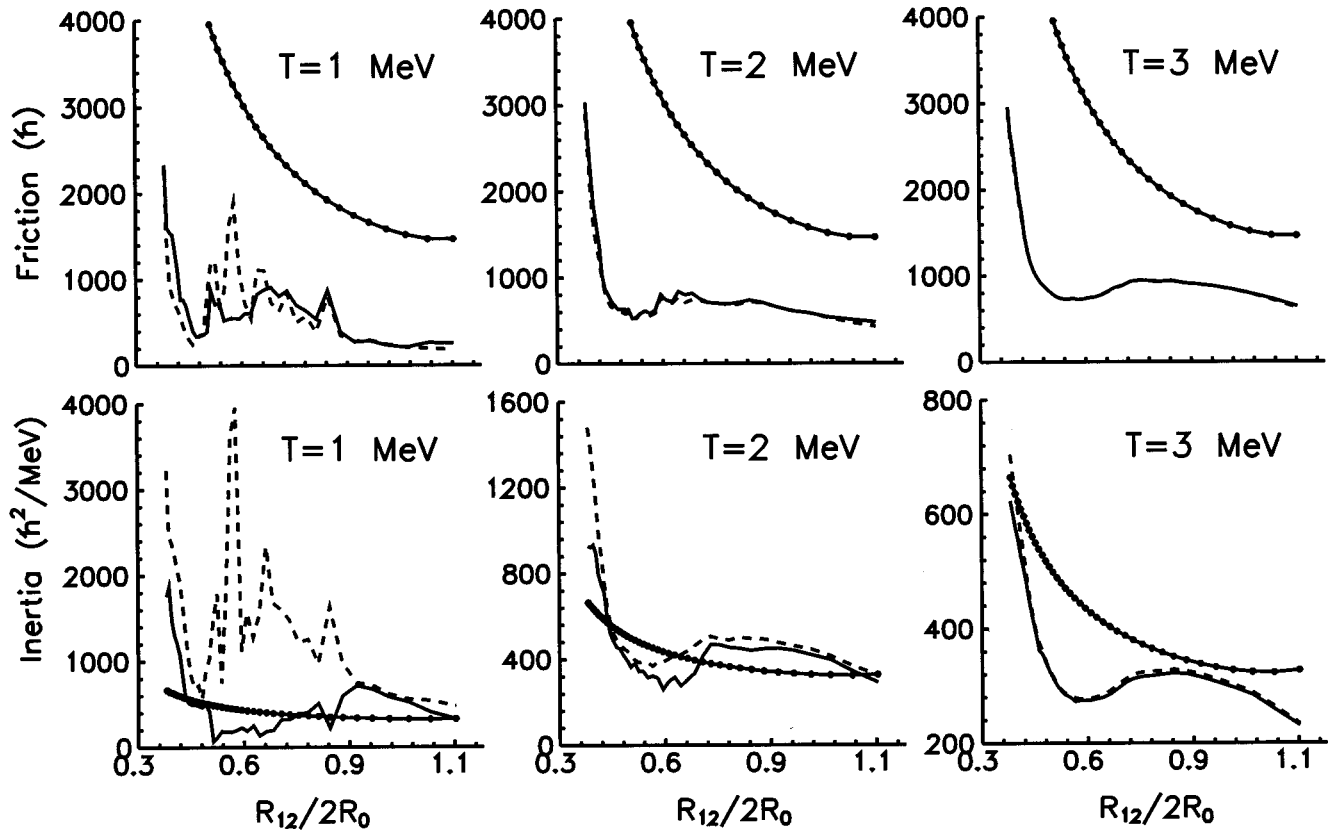 Friction (ℏ)
4000
3000
2000
1000
0
T=1 MeV
4000
3000
2000
1000
0
T=2 MeV
4000
3000
2000
1000
0
T=3 MeV
Inertia (ℏ²/MeV)
4000
3000
2000
1000
0
T=1 MeV
0.3 0.6 0.9 1.1
R₁₂/2R₀
1600
1200
800
400
0
T=2 MeV
0.3 0.6 0.9 1.1
R₁₂/2R₀
800
600
400
200
T=3 MeV
0.3 0.6 0.9 1.1
R₁₂/2R₀